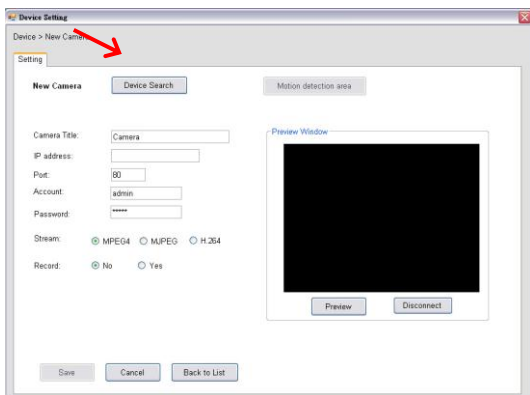 Device Setting
Device > New Camera
Setting
New Camera Device Search Motion detection area
Camera Title: Camera
Preview Window
IP address:
Port: 80
Account: admin
Password: *****
Stream: MPEG4 MJPEG H.264
Record: No Yes
Preview Disconnect
Save Cancel Back to List